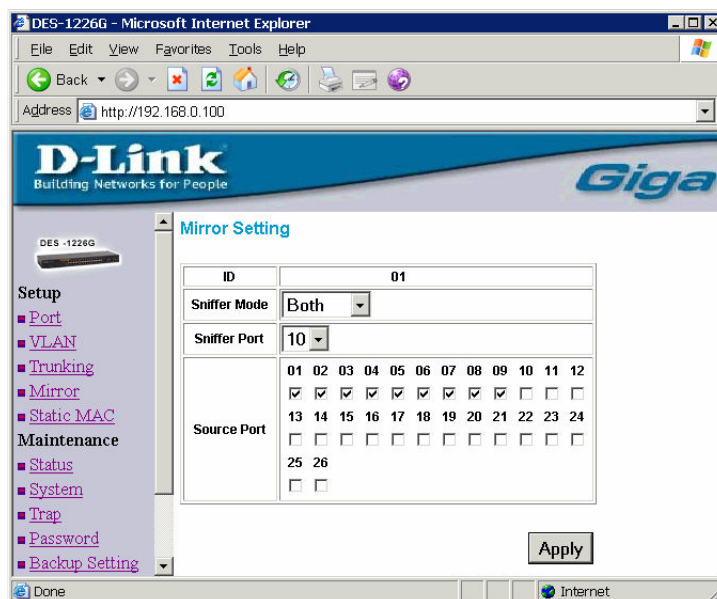 DES-1226G - Microsoft Internet Explorer
File Edit View Favorites Tools Help
Back
Address http://192.168.0.100
D-Link
Building Networks for People
Giga
DES -1226G
Setup
Port
VLAN
Trunking
Mirror
Static MAC
Maintenance
Status
System
Trap
Password
Backup Setting
Mirror Setting
ID 01
Sniffer Mode Both
Sniffer Port 10
Source Port
01 02 03 04 05 06 07 08 09 10 11 12
13 14 15 16 17 18 19 20 21 22 23 24
25 26
Apply
Done Internet